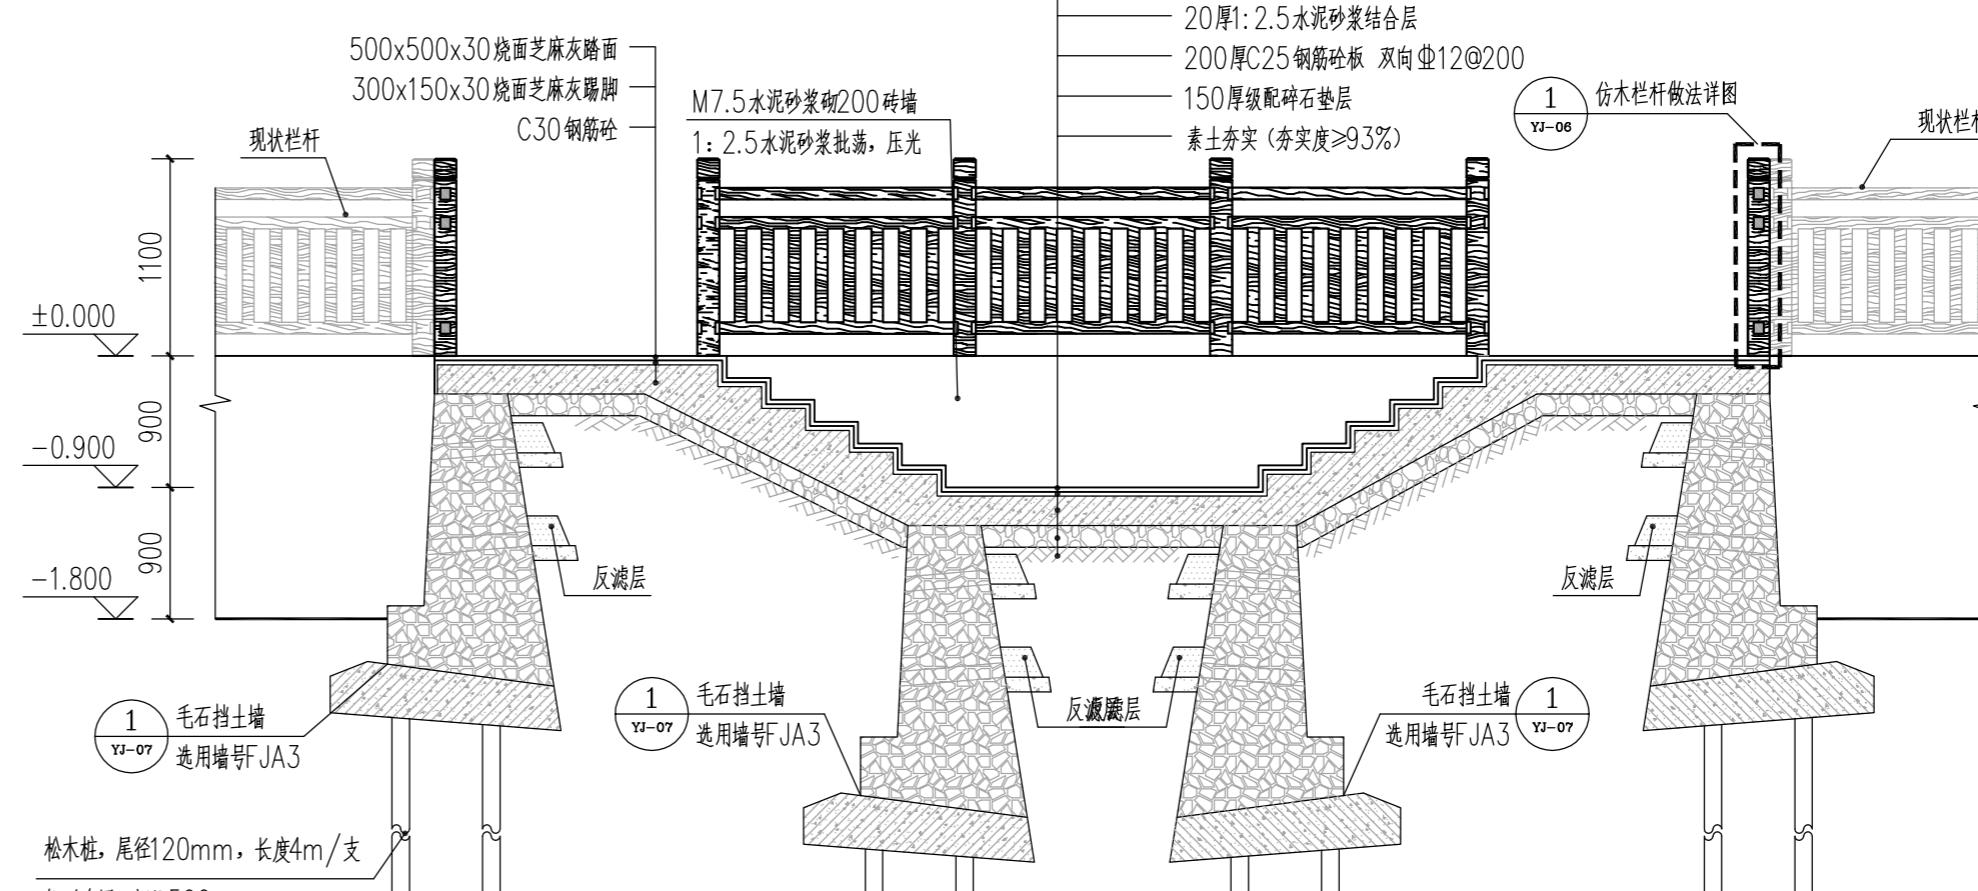 20厚1:2.5水泥砂浆结合层
200厚C25钢筋砼板 双向Φ12@200
150厚级配碎石垫层
素土夯实(夯实度≥93%)
500x500x30烧面芝麻灰踏面
300x150x30烧面芝麻灰踢脚
C30钢筋砼
M7.5水泥砂浆砌200砖墙
1:2.5水泥砂浆批荡,压光
1
YJ-06
仿木栏杆做法详图
现状栏杆
现状栏杆
1100
±0.000
900
-0.900
900
-1.800
反滤层
反滤层
反滤层
1
YJ-07
毛石挡土墙
选用墙号FJA3
1
YJ-07
毛石挡土墙
选用墙号FJA3
毛石挡土墙
选用墙号FJA3
1
YJ-07
松木桩,尾径120mm,长度4m/支